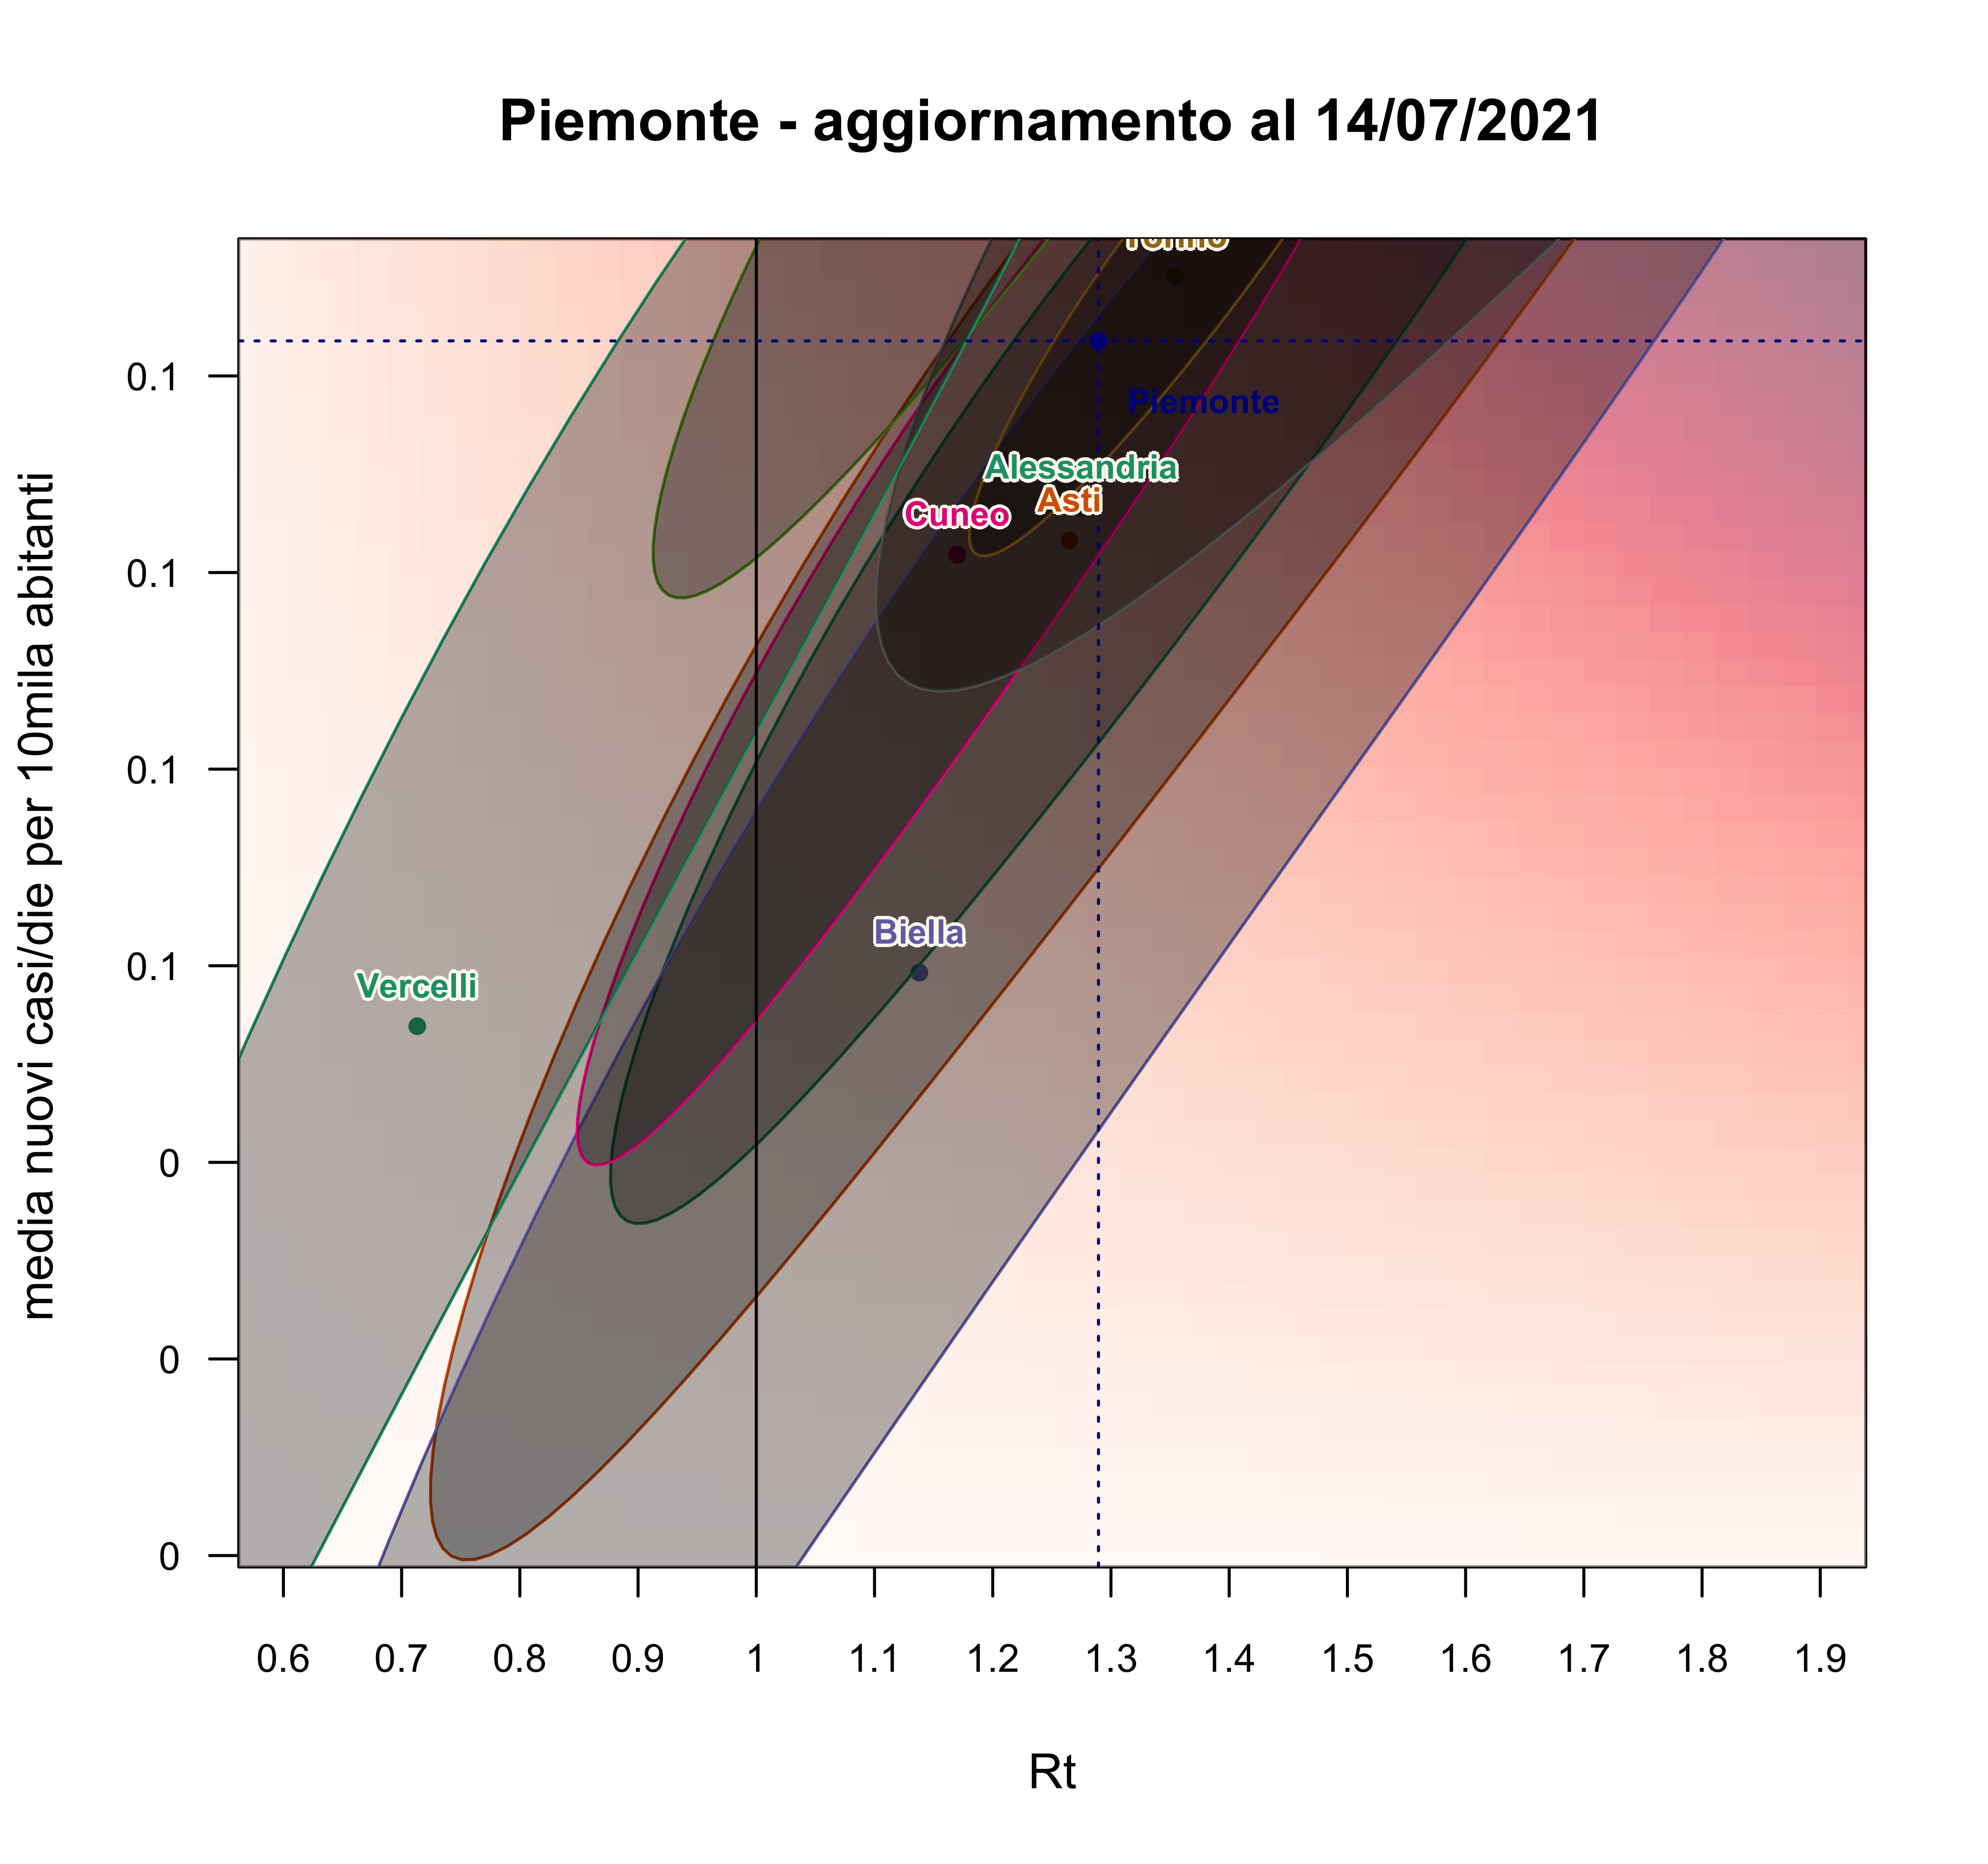 Piemonte - aggiornamento al 14/07/2021
media nuovi casi/die per 10mila abitanti
0.1
0.1
0.1
0.1
0
0
0
Torino
Piemonte
Alessandria
Asti
Cuneo
Biella
Vercelli
0.6 0.7 0.8 0.9 1 1.1 1.2 1.3 1.4 1.5 1.6 1.7 1.8 1.9
Rt